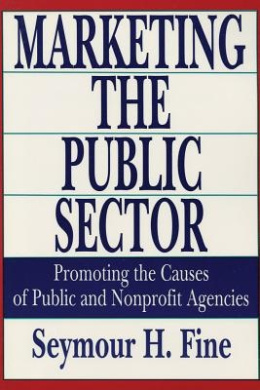 MARKETING
THE
PUBLIC
SECTOR
Promoting the Causes
of Public and Nonprofit Agencies
Seymour H. Fine